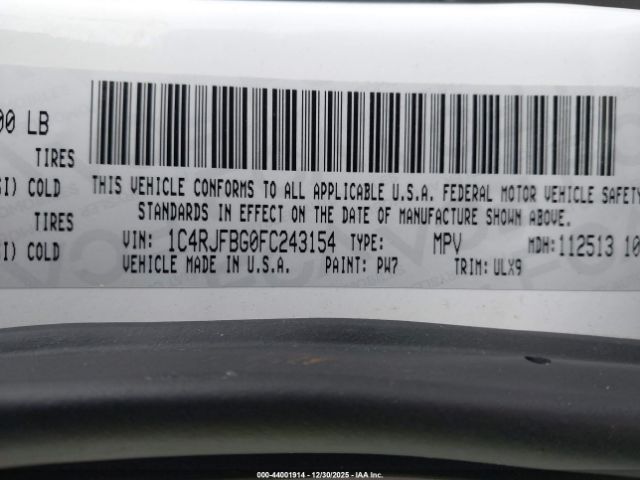 00 LB
TIRES
SI) COLD
TIRES
SI) COLD
THIS VEHICLE CONFORMS TO ALL APPLICABLE U.S.A. FEDERAL MOTOR VEHICLE SAFETY
STANDARDS IN EFFECT ON THE DATE OF MANUFACTURE SHOWN ABOVE.
VIN: 1C4RJFBG0FC243154 TYPE: MPV MDH:112513 10
VEHICLE MADE IN U.S.A. PAINT: PW7 TRIM: ULX9
000-44001914 - 12/30/2025 - IAA Inc.